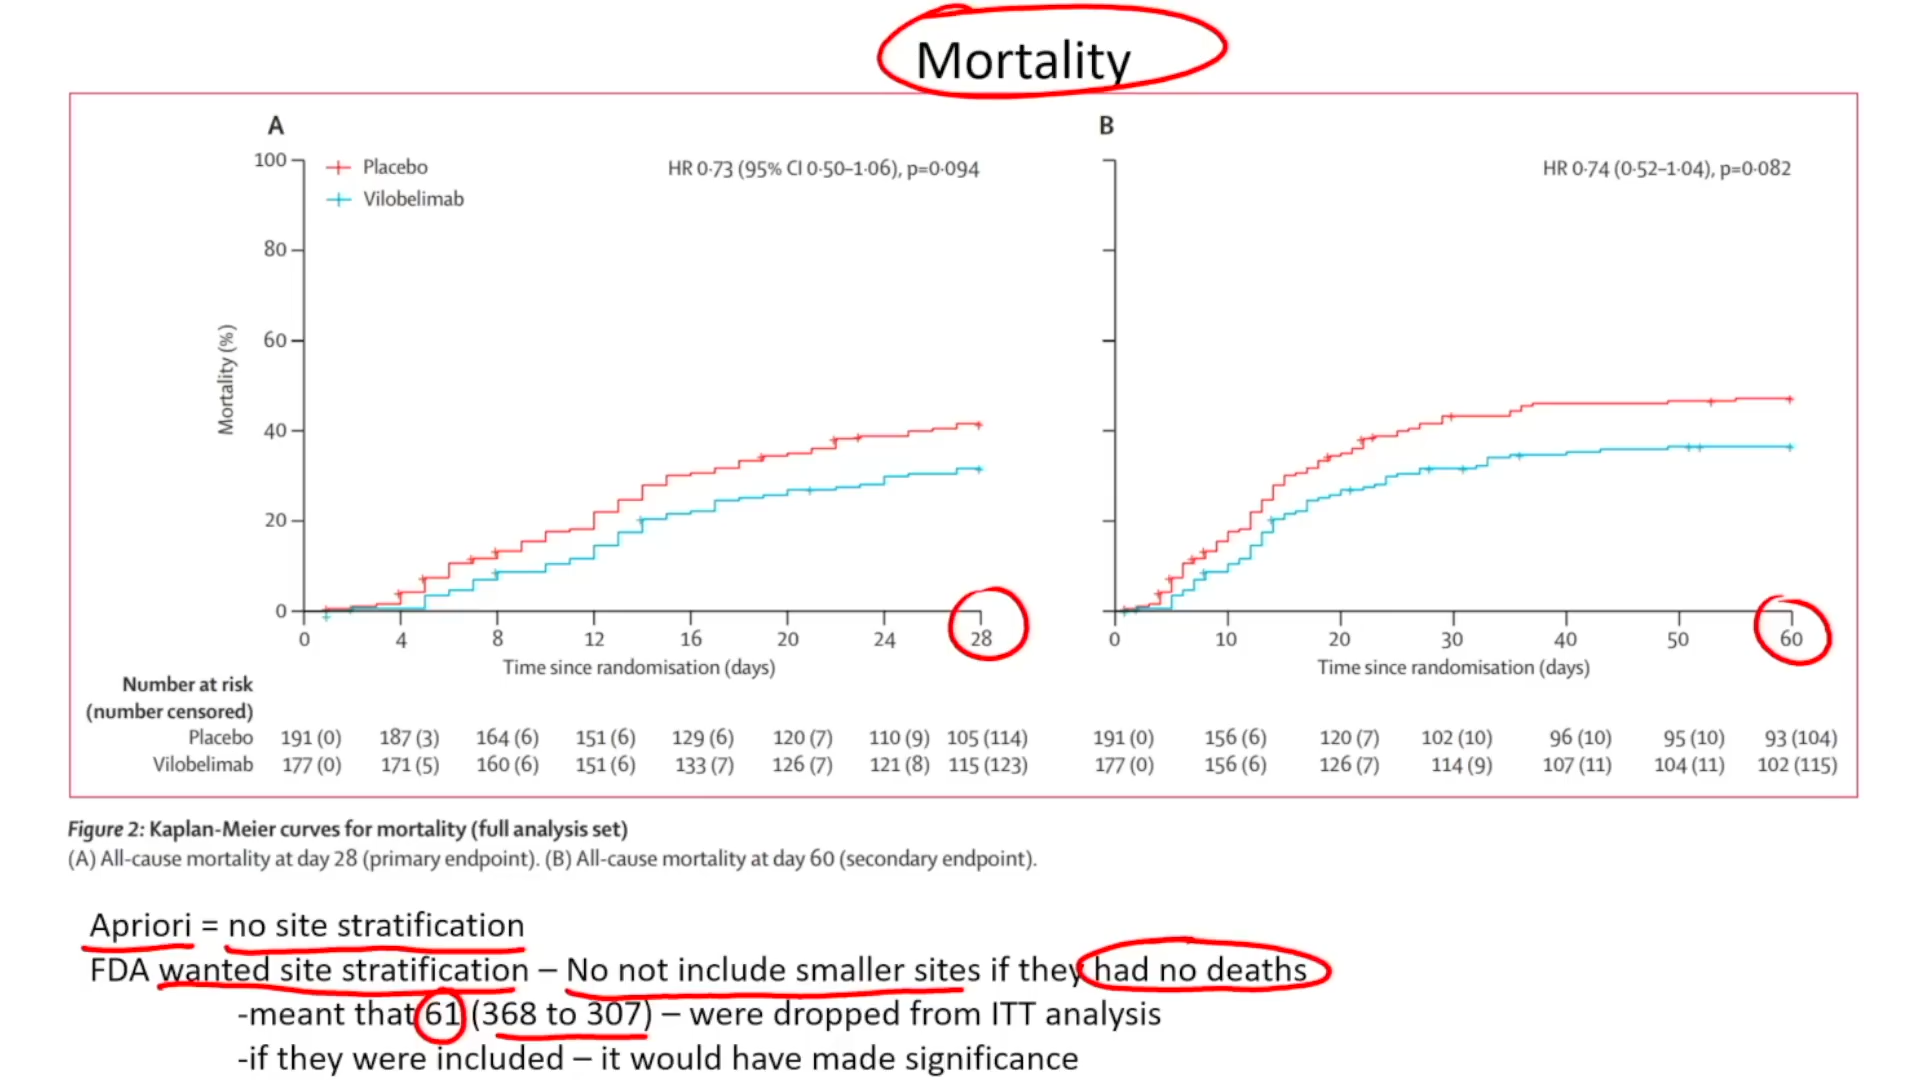 Mortality
A
B
100
80
60
40
20
0
Mortality (%)
Placebo
Vilobelimab
HR 0·73 (95% CI 0·50–1·06), p=0·094
HR 0·74 (0·52–1·04), p=0·082
0 4 8 12 16 20 24 28
0 10 20 30 40 50 60
Time since randomisation (days)
Time since randomisation (days)
Number at risk
(number censored)
Placebo 191 (0) 187 (3) 164 (6) 151 (6) 129 (6) 120 (7) 110 (9) 105 (114) 191 (0) 156 (6) 120 (7) 102 (10) 96 (10) 95 (10) 93 (104)
Vilobelimab 177 (0) 171 (5) 160 (6) 151 (6) 133 (7) 126 (7) 121 (8) 115 (123) 177 (0) 156 (6) 126 (7) 114 (9) 107 (11) 104 (11) 102 (115)
Figure 2: Kaplan-Meier curves for mortality (full analysis set)
(A) All-cause mortality at day 28 (primary endpoint). (B) All-cause mortality at day 60 (secondary endpoint).
Apriori = no site stratification
FDA wanted site stratification – No not include smaller sites if they had no deaths
-meant that 61 (368 to 307) – were dropped from ITT analysis
-if they were included – it would have made significance